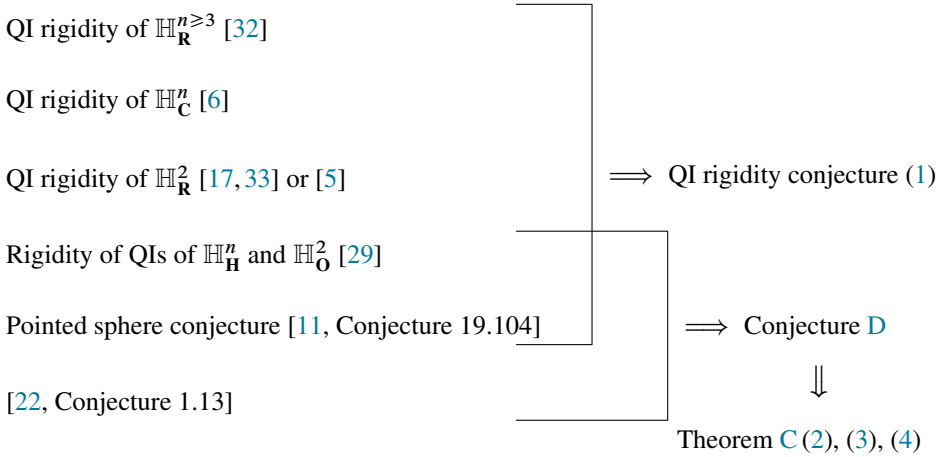 QI rigidity of ℍ_𝐑^{n≥3} [32]
QI rigidity of ℍ_𝐂^n [6]
QI rigidity of ℍ_𝐑^2 [17, 33] or [5]
⟹ QI rigidity conjecture (1)
Rigidity of QIs of ℍ_𝐇^n and ℍ_𝐎^2 [29]
Pointed sphere conjecture [11, Conjecture 19.104]
⟹ Conjecture D
⇓
[22, Conjecture 1.13]
Theorem C (2), (3), (4)